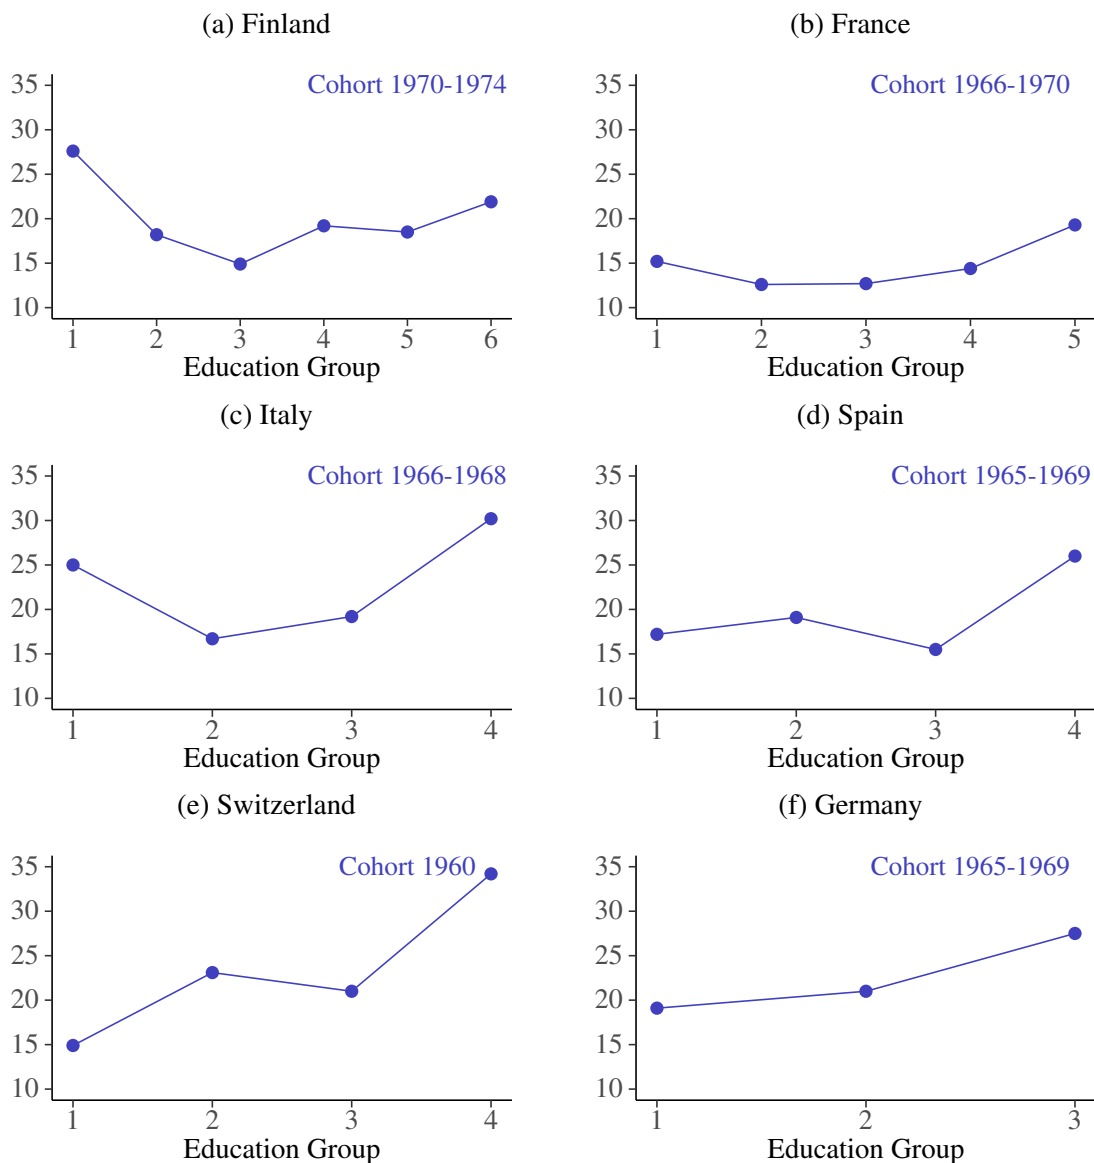 (a) Finland
Cohort 1970-1974
35
30
25
20
15
10
1 2 3 4 5 6
Education Group
(b) France
Cohort 1966-1970
35
30
25
20
15
10
1 2 3 4 5
Education Group
(c) Italy
Cohort 1966-1968
35
30
25
20
15
10
1 2 3 4
Education Group
(d) Spain
Cohort 1965-1969
35
30
25
20
15
10
1 2 3 4
Education Group
(e) Switzerland
Cohort 1960
35
30
25
20
15
10
1 2 3 4
Education Group
(f) Germany
Cohort 1965-1969
35
30
25
20
15
10
1 2 3
Education Group